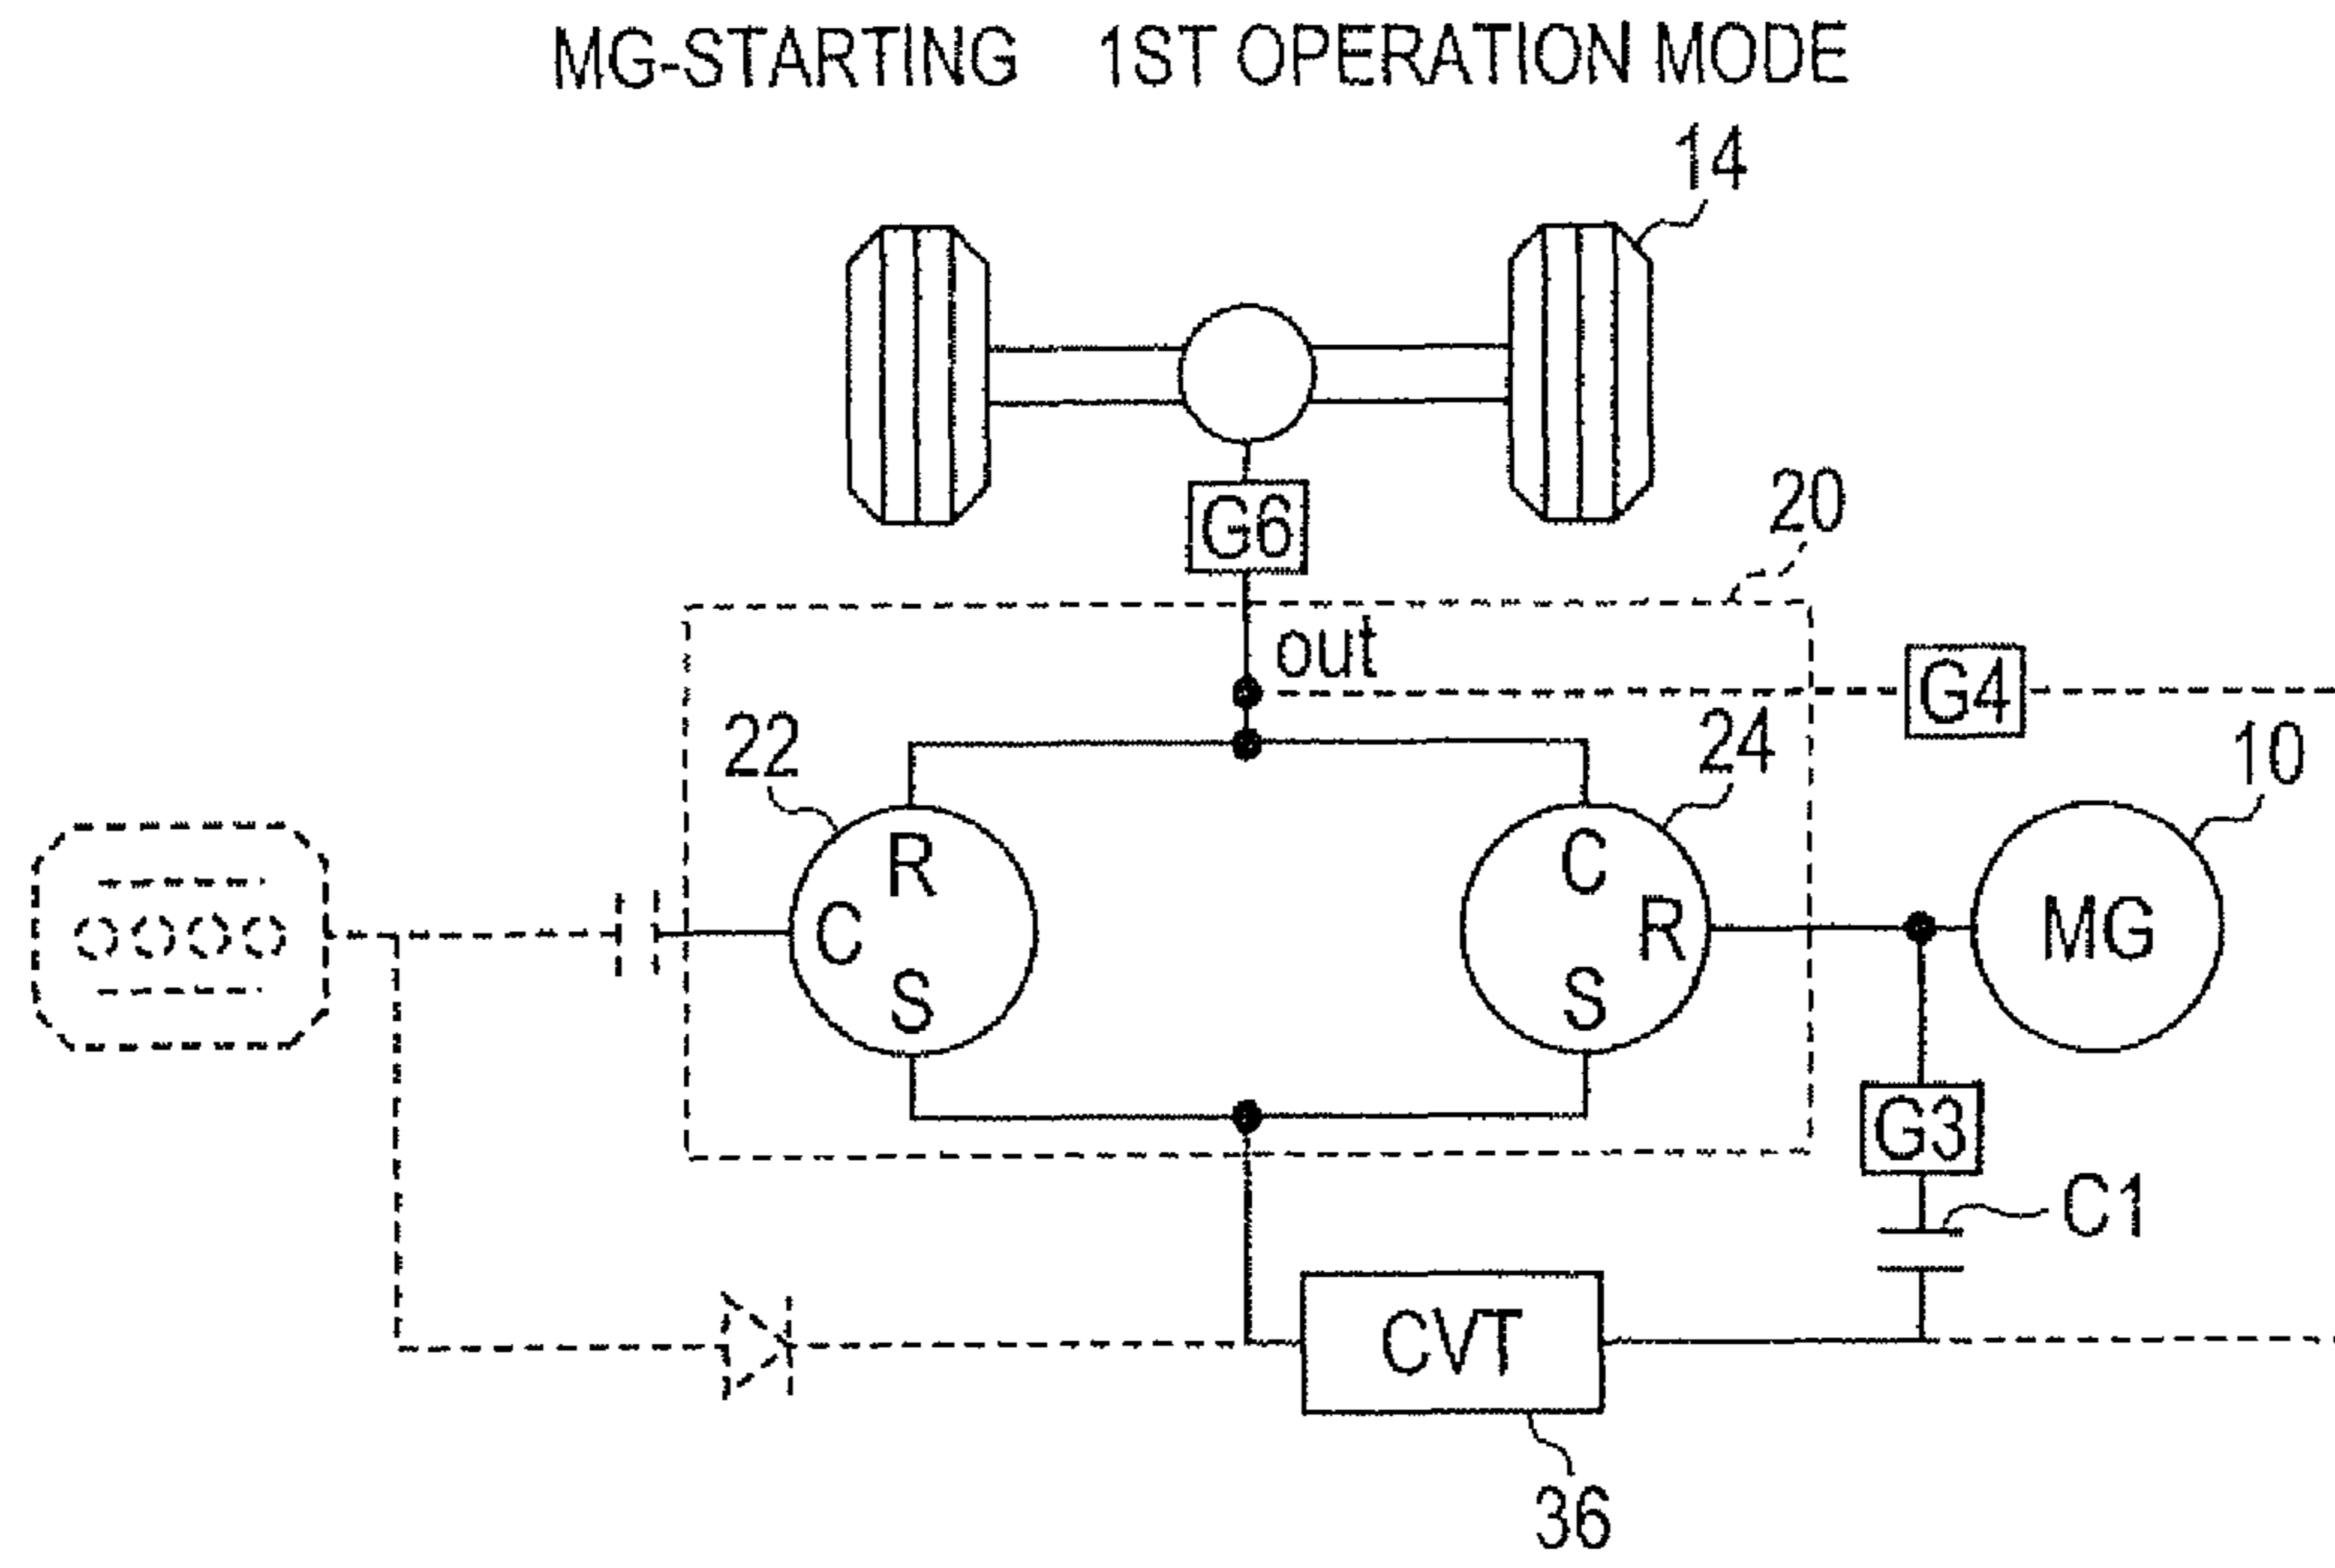 MG-STARTING 1ST OPERATION MODE
14
G6
20
out
G4
22
24
10
R
C
S
C
R
S
MG
G3
C1
CVT
36